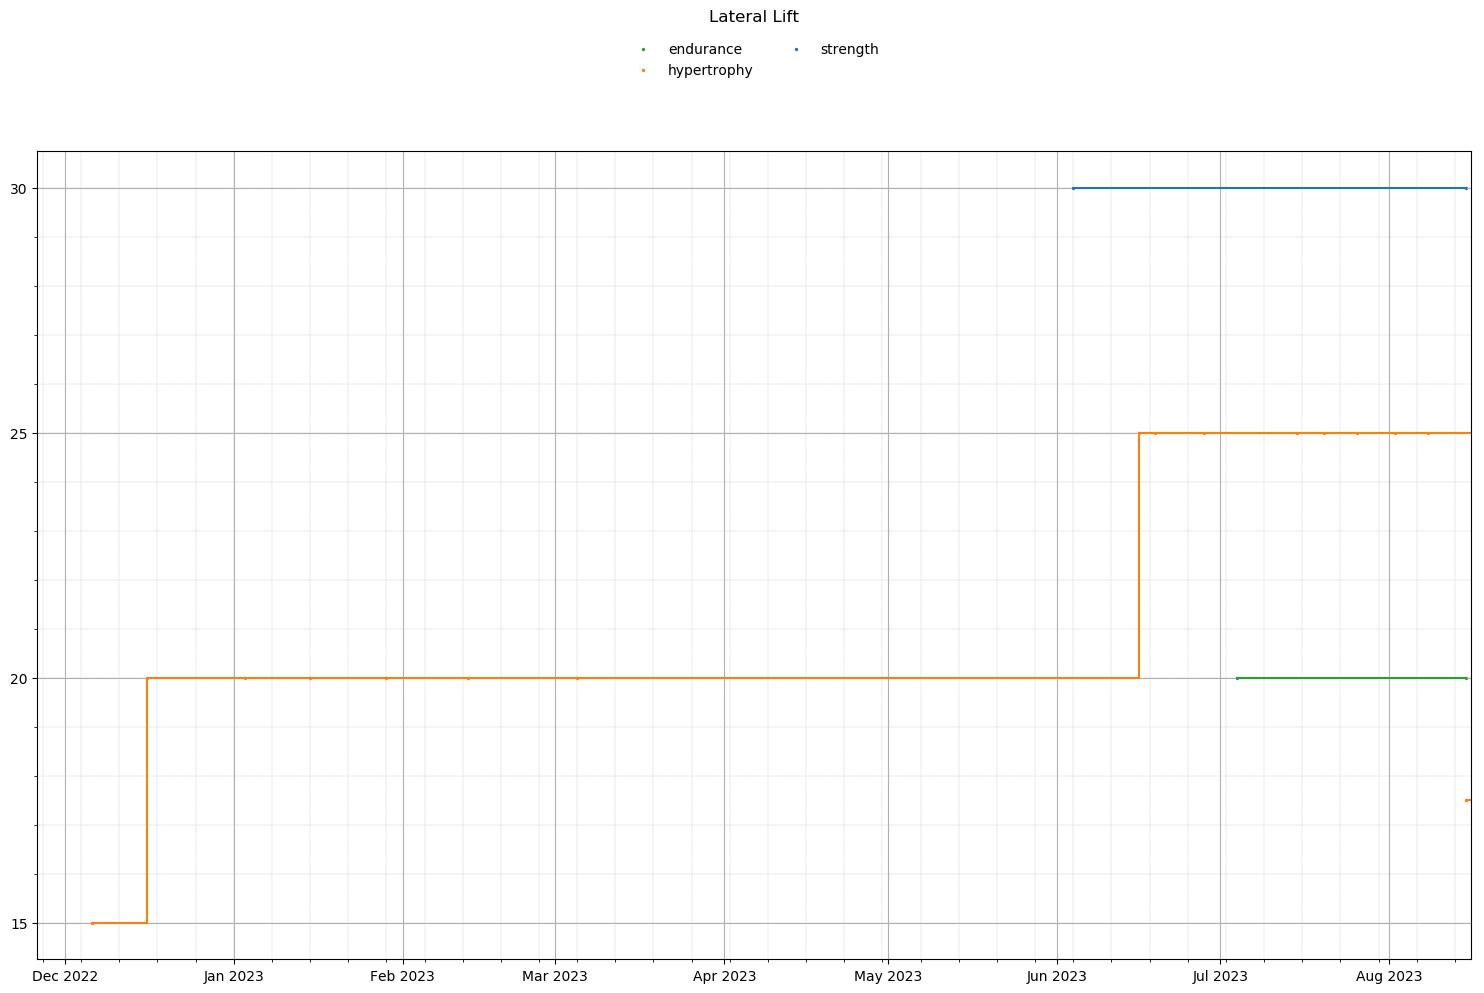 Lateral Lift
endurance
strength
hypertrophy
30
25
20
15
Dec 2022
Jan 2023
Feb 2023
Mar 2023
Apr 2023
May 2023
Jun 2023
Jul 2023
Aug 2023